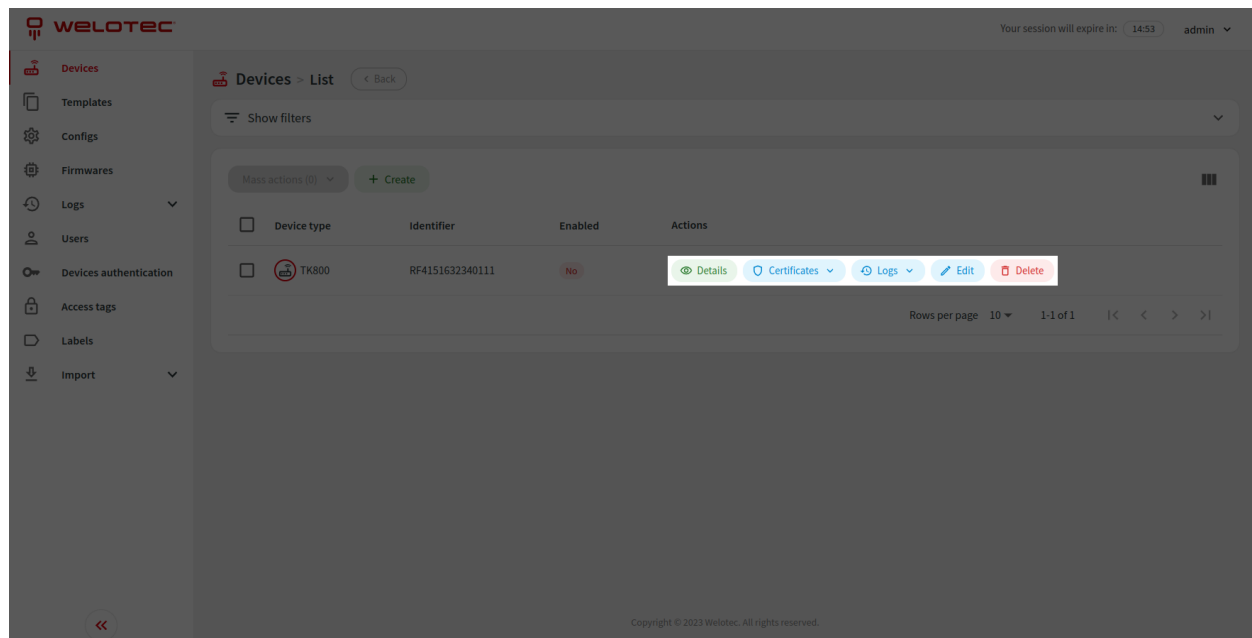 welotec
Your session will expire in: 14:53 admin
Devices
Templates
Configs
Firmwares
Logs
Users
Devices authentication
Access tags
Labels
Import
Devices > List < Back
Show filters
Mass actions (0) + Create
Device type Identifier Enabled Actions
TK800 RF4151632340111 No Details Certificates Logs Edit Delete
Rows per page 10 1-1 of 1
Copyright © 2023 Welotec. All rights reserved.